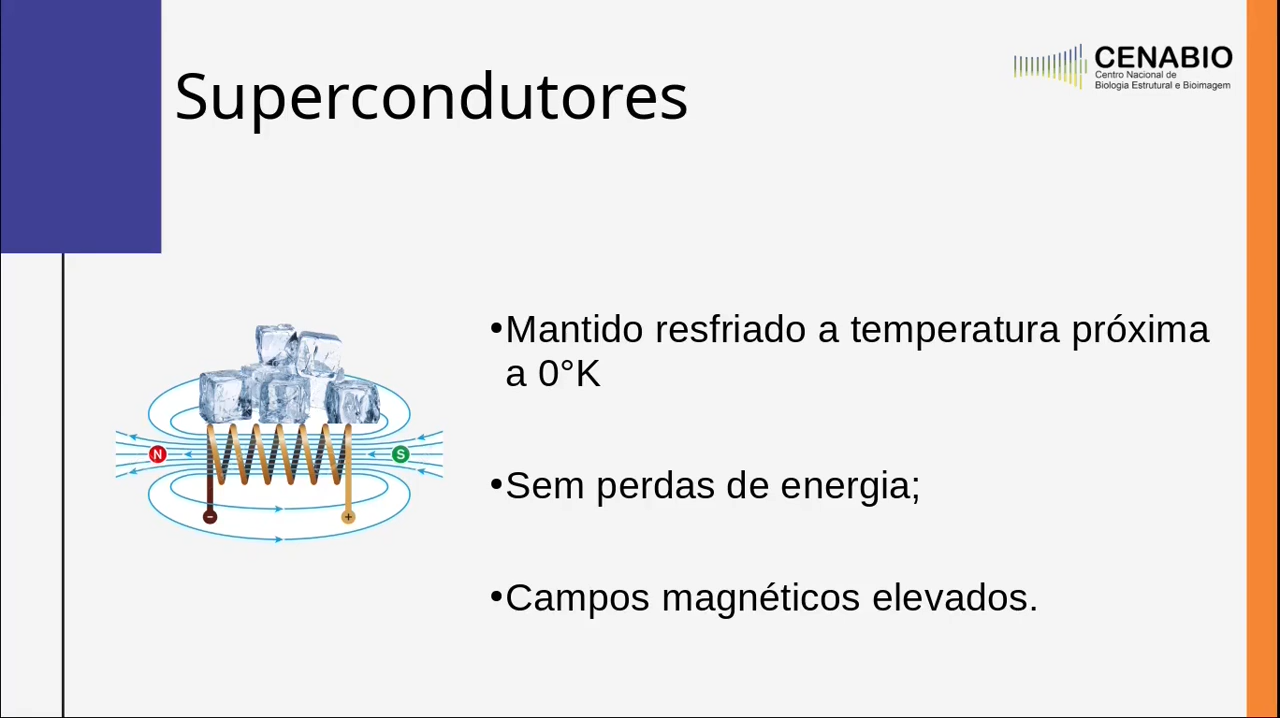 Supercondutores
CENABIO
Centro Nacional de
Biologia Estrutural e Bioimagem
•Mantido resfriado a temperatura próxima
a 0°K
•Sem perdas de energia;
•Campos magnéticos elevados.
N
S
−
+